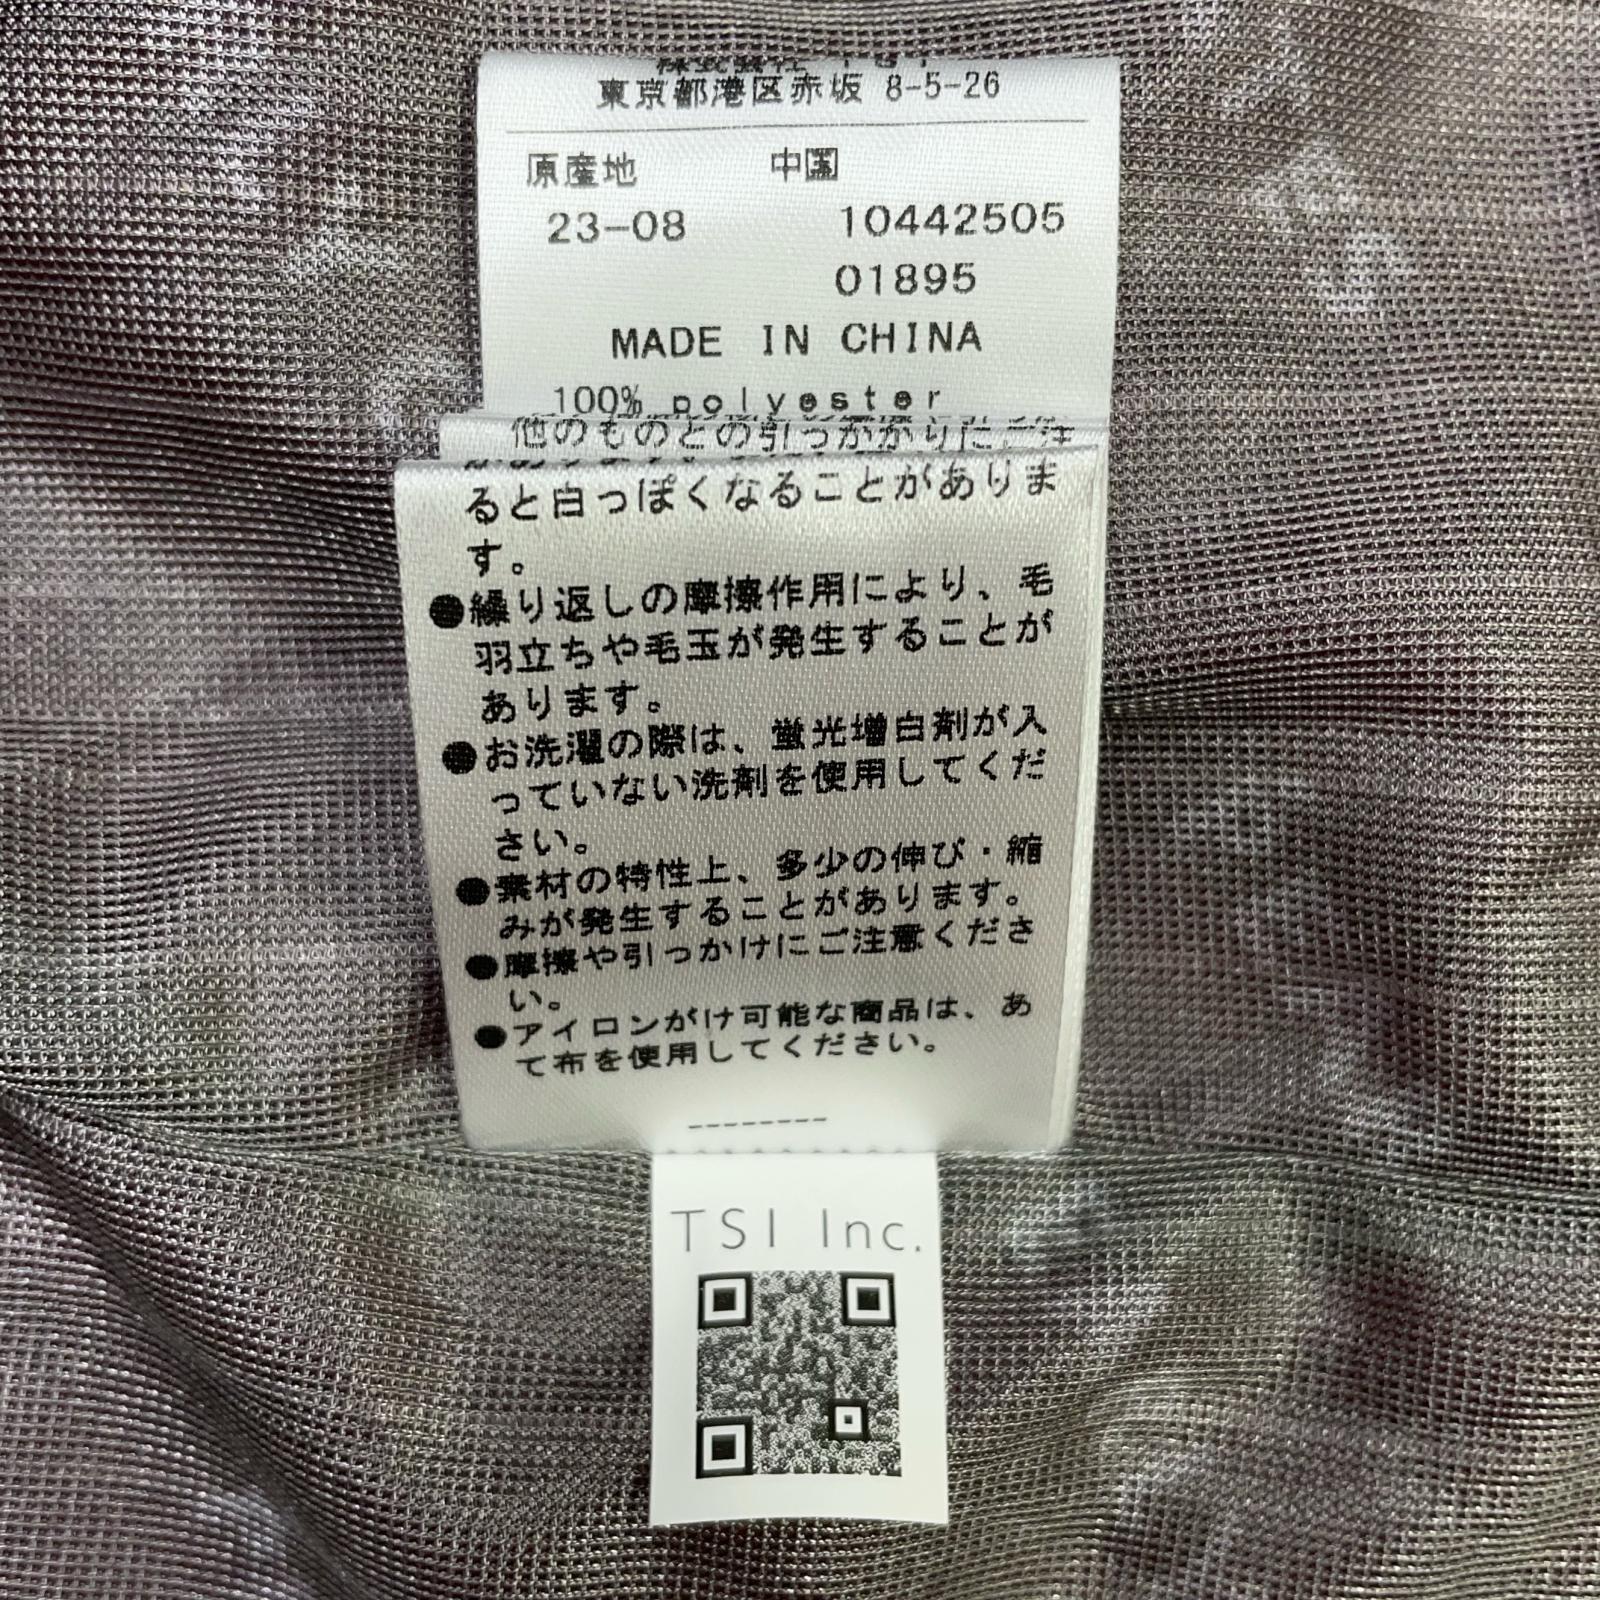 株式会社 TSI
東京都港区赤坂 8-5-26
原産地 中国
23-08 10442505
01895
MADE IN CHINA
100% polyester
他のものとの引っかかりにご注
ると白っぽくなることがありま
す。
●繰り返しの摩擦作用により、毛
羽立ちや毛玉が発生することが
あります。
●お洗濯の際は、蛍光増白剤が入
っていない洗剤を使用してくだ
さい。
●素材の特性上、多少の伸び・縮
みが発生することがあります。
●摩擦や引っかけにご注意くださ
い。
●アイロンがけ可能な商品は、あ
て布を使用してください。
--------
TSI Inc.